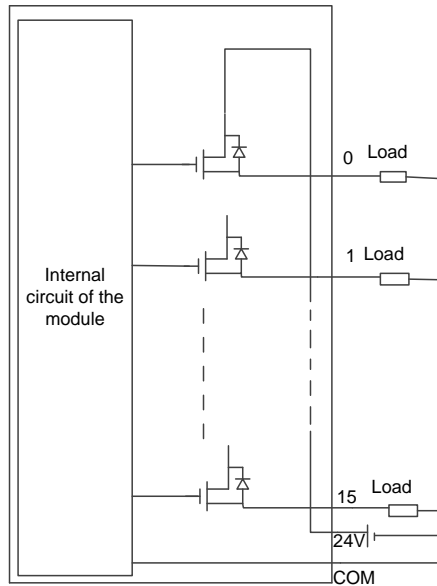 0 Load
1 Load
Internal
circuit of the
module
15 Load
24V
COM